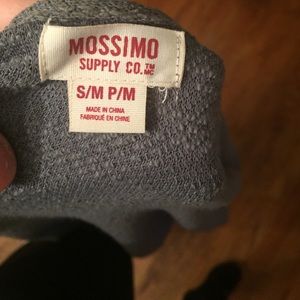 MOSSIMO
SUPPLY CO.™ MC
S/M P/M
MADE IN CHINA
FABRIQUÉ EN CHINE